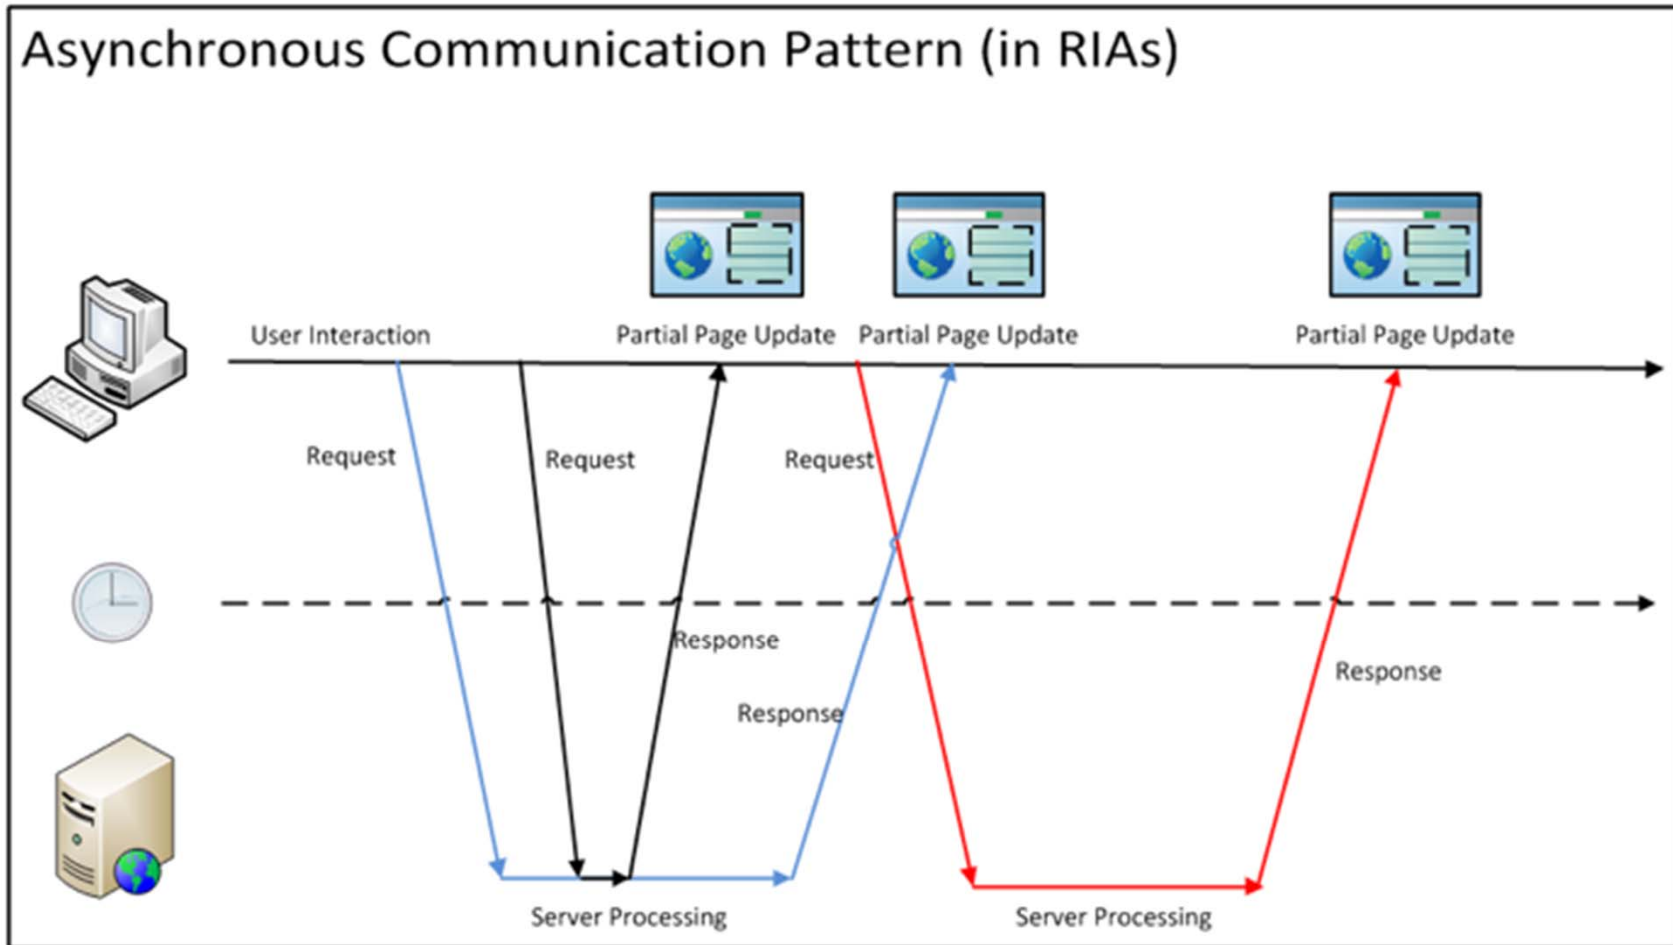 Asynchronous Communication Pattern (in RIAs)
User Interaction
Partial Page Update
Partial Page Update
Partial Page Update
Request
Request
Request
Response
Response
Response
Server Processing
Server Processing